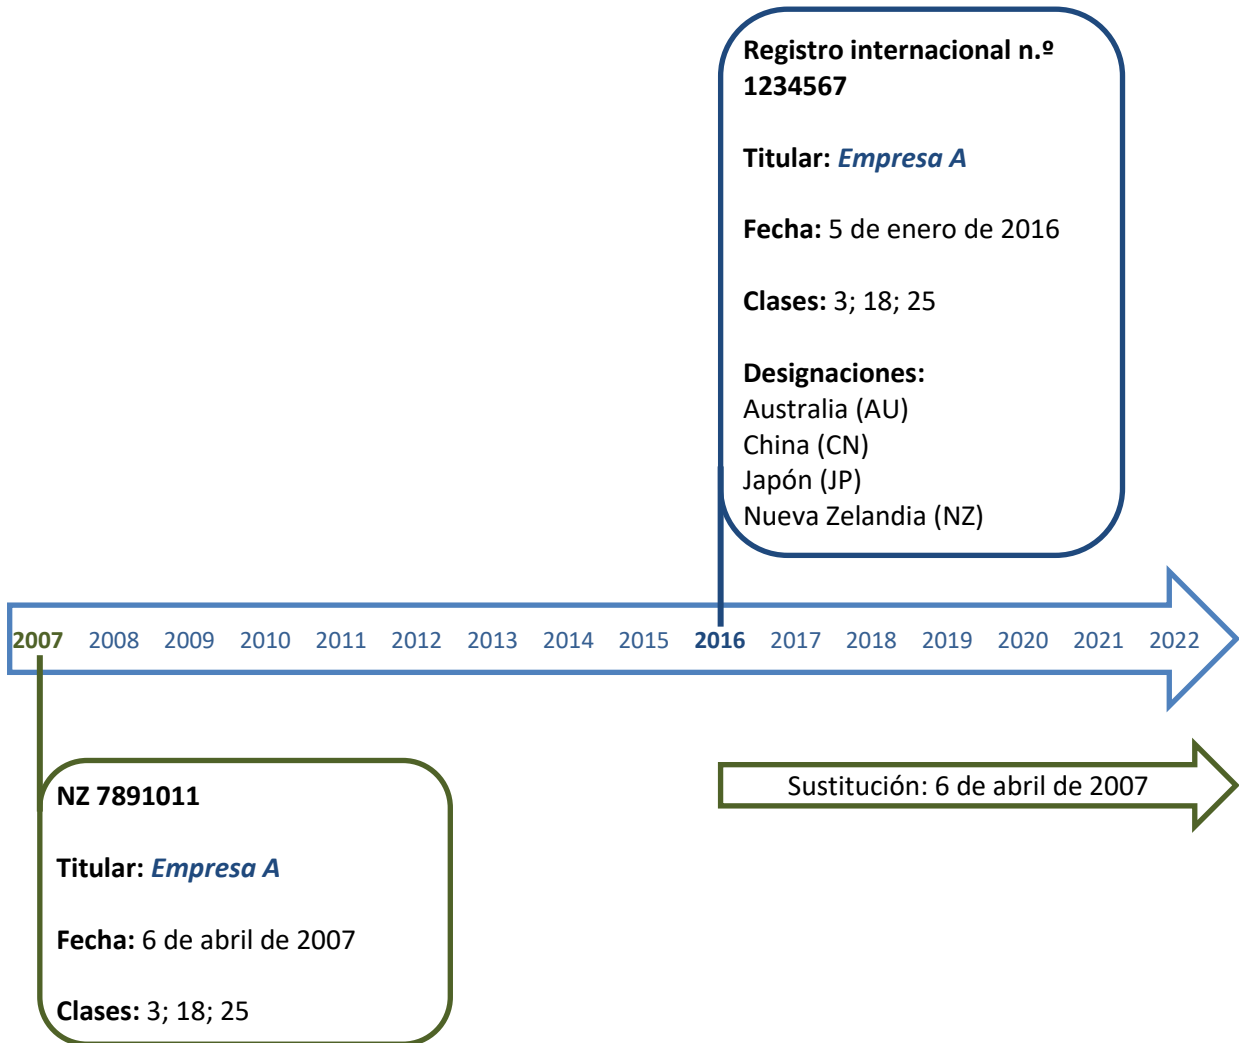 Registro internacional n.º
1234567
Titular: Empresa A
Fecha: 5 de enero de 2016
Clases: 3; 18; 25
Designaciones:
Australia (AU)
China (CN)
Japón (JP)
Nueva Zelandia (NZ)
2007 2008 2009 2010 2011 2012 2013 2014 2015 2016 2017 2018 2019 2020 2021 2022
Sustitución: 6 de abril de 2007
NZ 7891011
Titular: Empresa A
Fecha: 6 de abril de 2007
Clases: 3; 18; 25